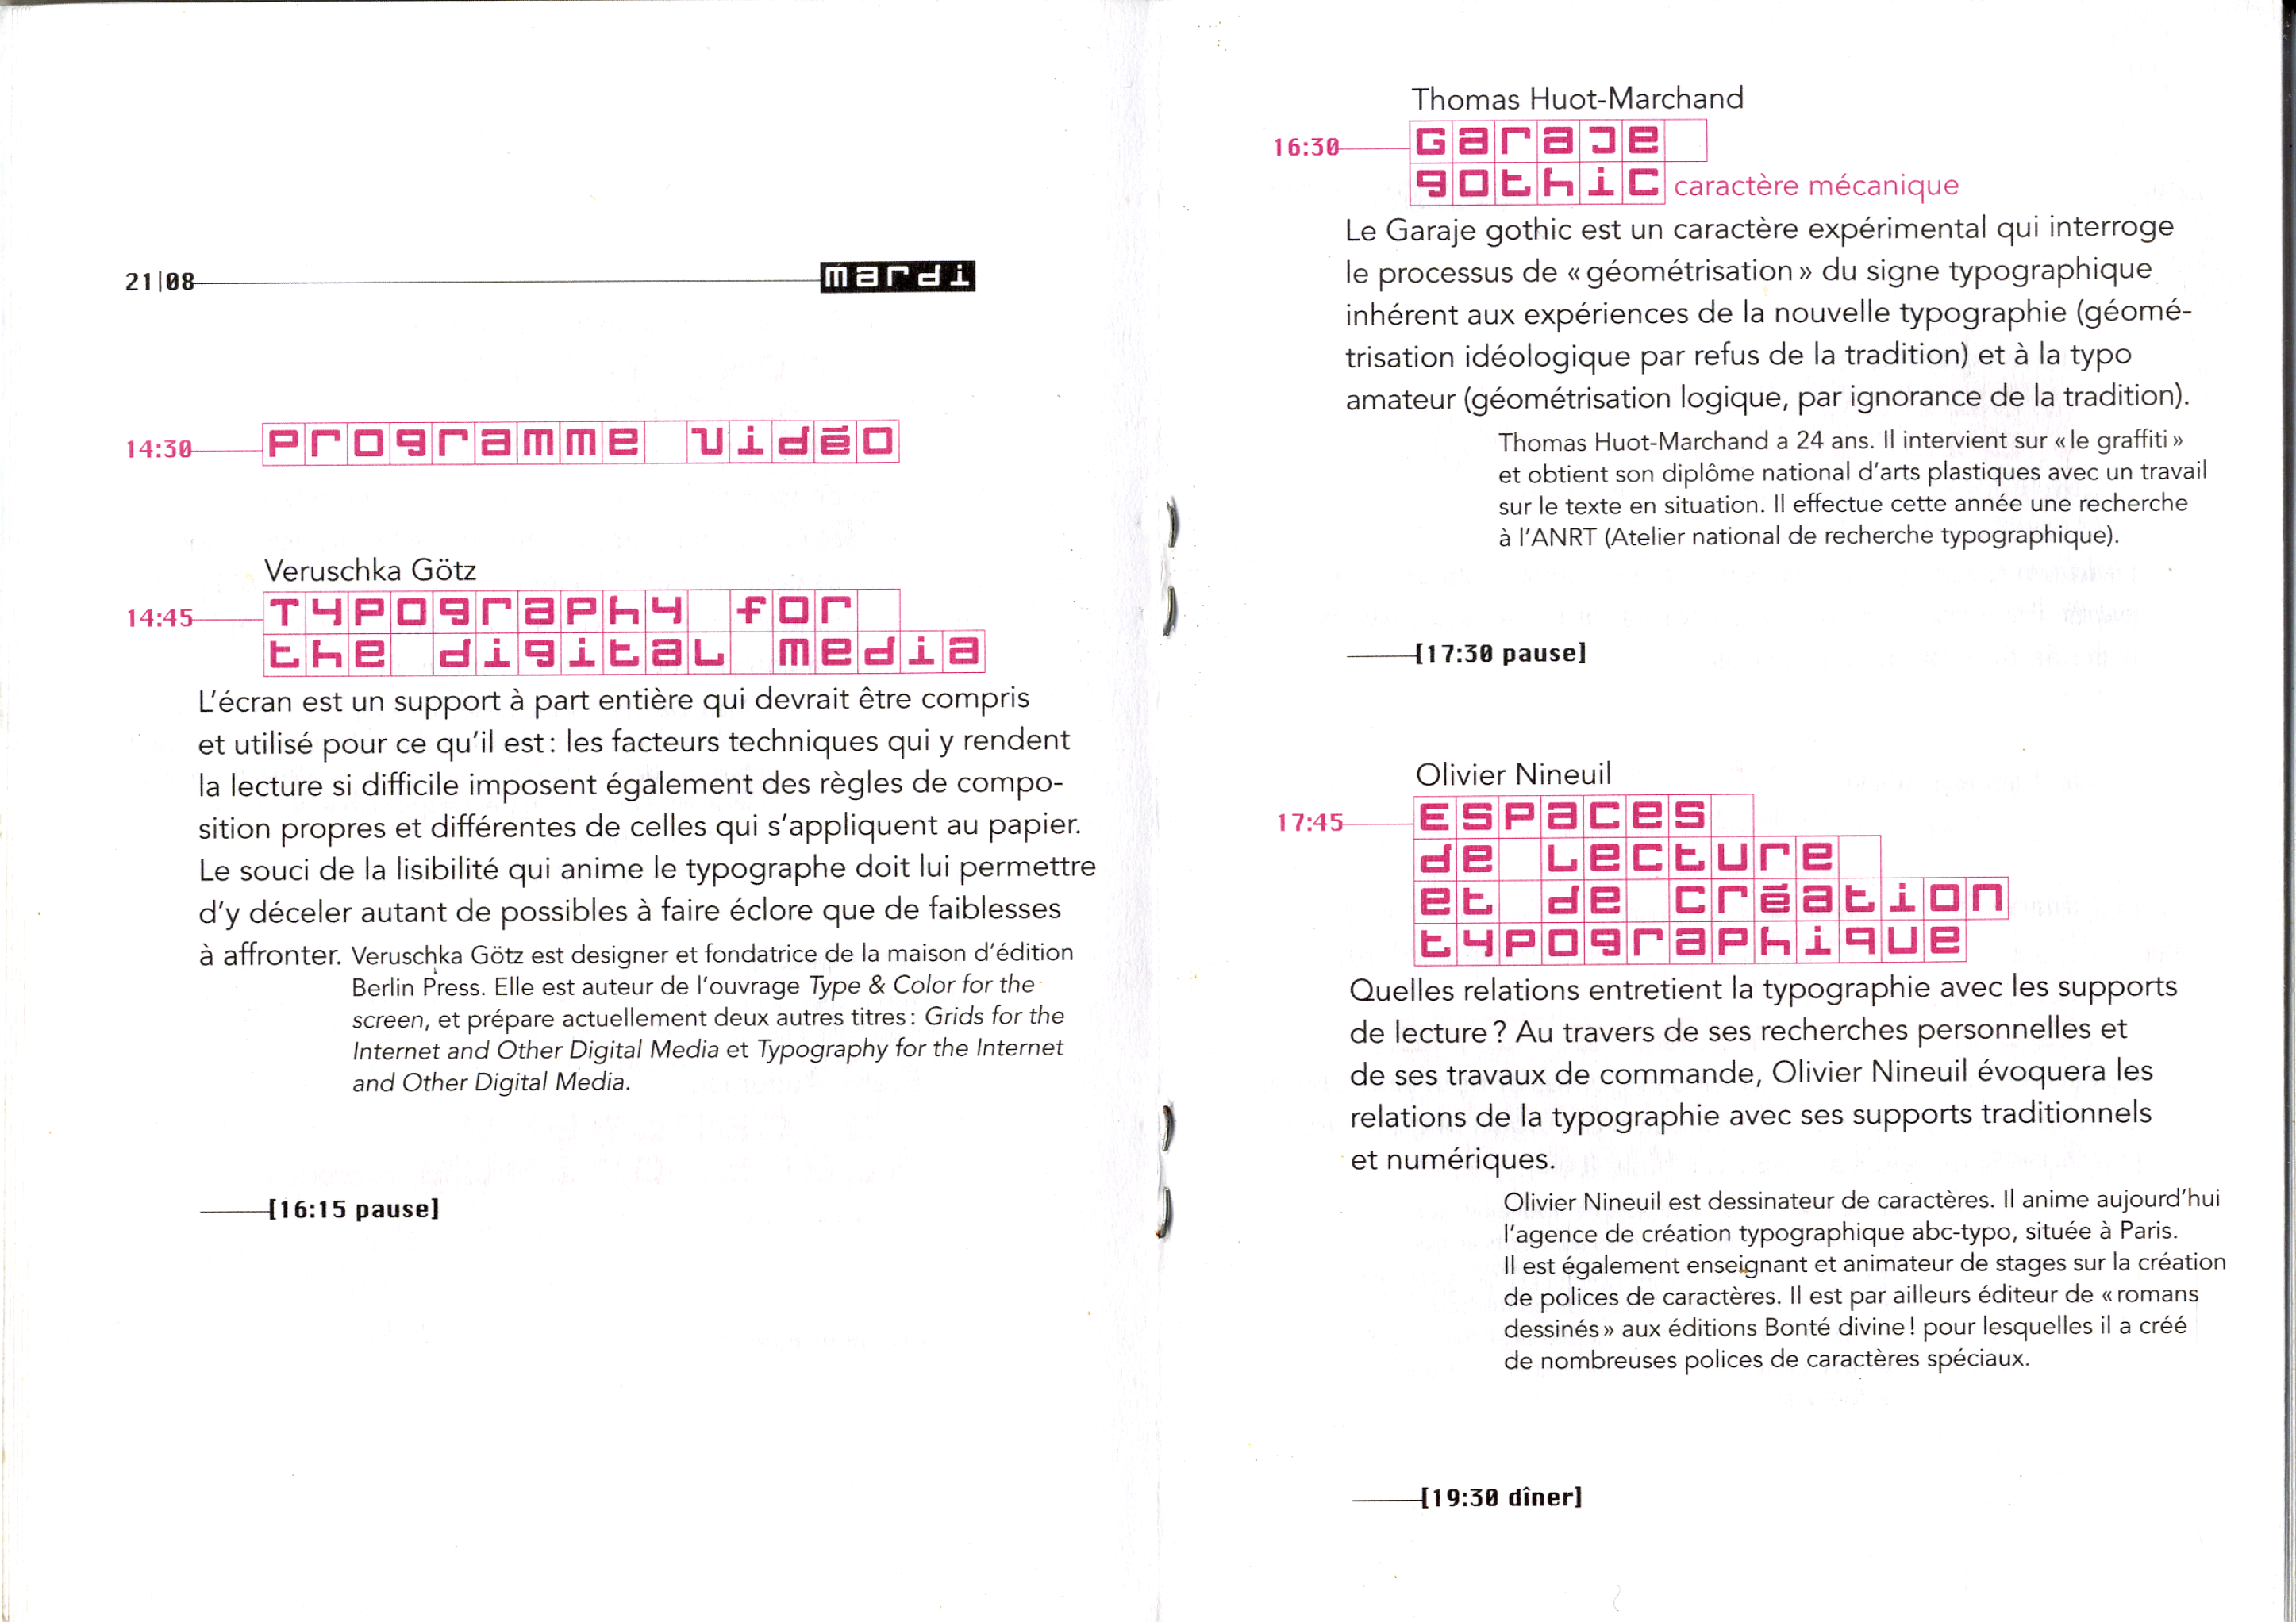 21|08 mardi
14:30 Programme vidéo
Veruschka Götz
14:45 Typography for
the digital media
L'écran est un support à part entière qui devrait être compris
et utilisé pour ce qu'il est : les facteurs techniques qui y rendent
la lecture si difficile imposent également des règles de compo-
sition propres et différentes de celles qui s'appliquent au papier.
Le souci de la lisibilité qui anime le typographe doit lui permettre
d'y déceler autant de possibles à faire éclore que de faiblesses
à affronter. Veruschka Götz est designer et fondatrice de la maison d'édition
Berlin Press. Elle est auteur de l'ouvrage Type & Color for the
screen, et prépare actuellement deux autres titres : Grids for the
Internet and Other Digital Media et Typography for the Internet
and Other Digital Media.
[16:15 pause]
Thomas Huot-Marchand
16:30 Garaje
gothic caractère mécanique
Le Garaje gothic est un caractère expérimental qui interroge
le processus de « géométrisation » du signe typographique
inhérent aux expériences de la nouvelle typographie (géomé-
trisation idéologique par refus de la tradition) et à la typo
amateur (géométrisation logique, par ignorance de la tradition).
Thomas Huot-Marchand a 24 ans. Il intervient sur « le graffiti »
et obtient son diplôme national d'arts plastiques avec un travail
sur le texte en situation. Il effectue cette année une recherche
à l'ANRT (Atelier national de recherche typographique).
[17:30 pause]
Olivier Nineuil
17:45 Espaces
de lecture
et de création
typographique
Quelles relations entretient la typographie avec les supports
de lecture ? Au travers de ses recherches personnelles et
de ses travaux de commande, Olivier Nineuil évoquera les
relations de la typographie avec ses supports traditionnels
et numériques.
Olivier Nineuil est dessinateur de caractères. Il anime aujourd'hui
l'agence de création typographique abc-typo, située à Paris.
Il est également enseignant et animateur de stages sur la création
de polices de caractères. Il est par ailleurs éditeur de « romans
dessinés » aux éditions Bonté divine ! pour lesquelles il a créé
de nombreuses polices de caractères spéciaux.
[19:30 dîner]